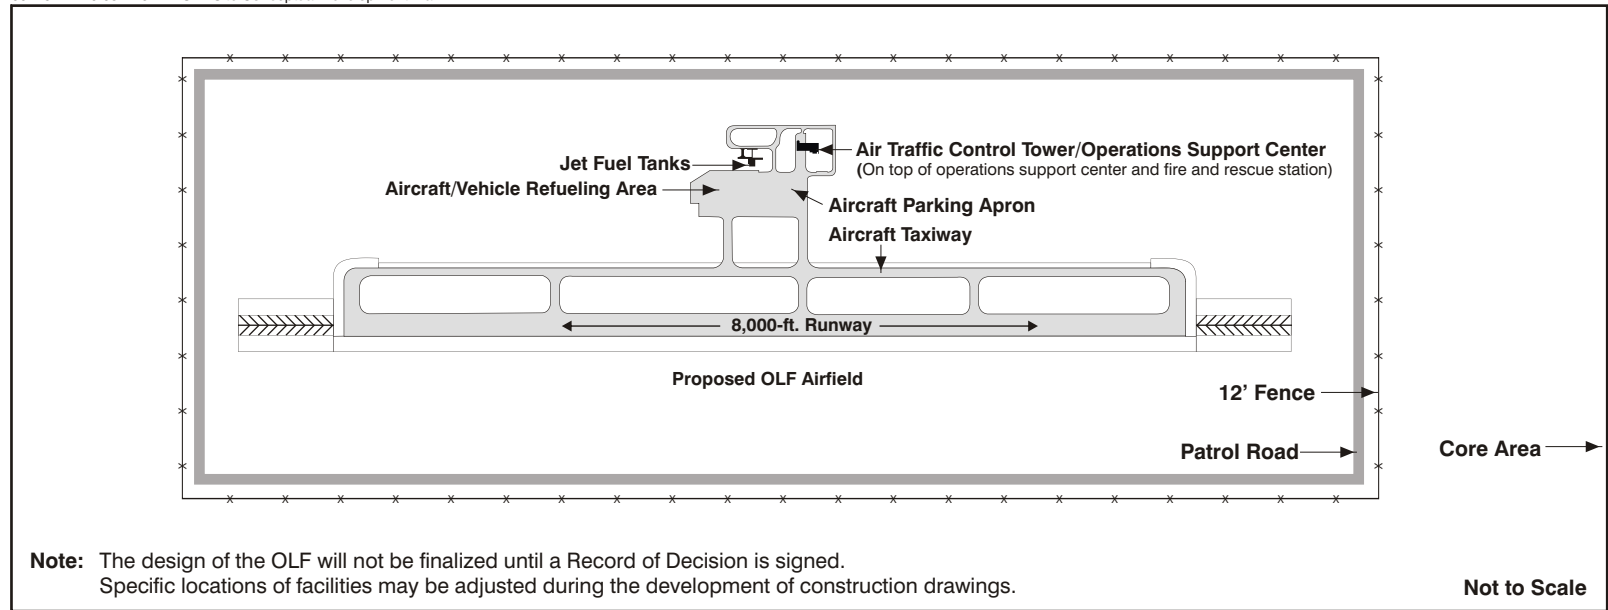 Jet Fuel Tanks
Air Traffic Control Tower/Operations Support Center
(On top of operations support center and fire and rescue station)
Aircraft/Vehicle Refueling Area
Aircraft Parking Apron
Aircraft Taxiway
8,000-ft. Runway
Proposed OLF Airfield
12’ Fence
Patrol Road
Core Area
Note: The design of the OLF will not be finalized until a Record of Decision is signed.
Specific locations of facilities may be adjusted during the development of construction drawings.
Not to Scale